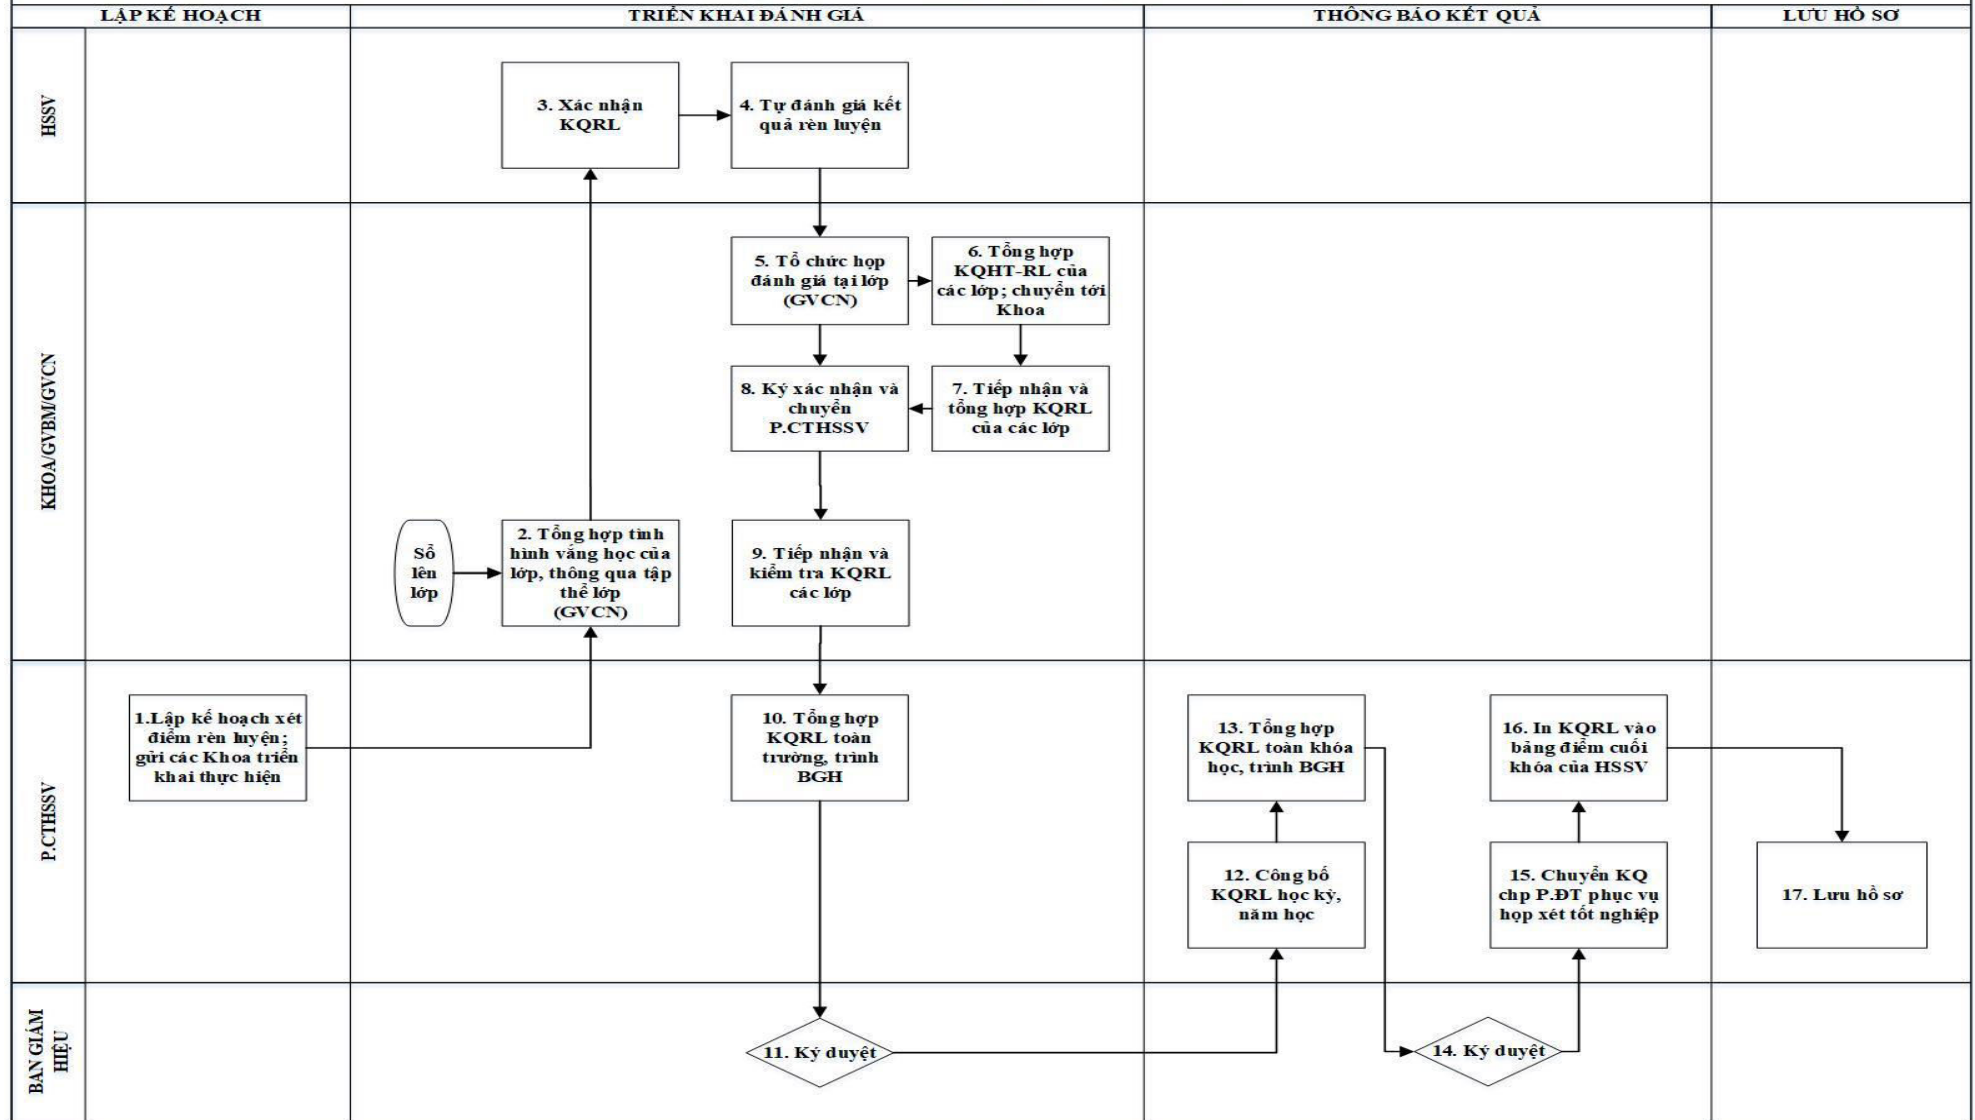 LẬP KẾ HOẠCH
TRIỂN KHAI ĐÁNH GIÁ
THÔNG BÁO KẾT QUẢ
LƯU HỒ SƠ
HSSV
3. Xác nhận
KQRL
4. Tự đánh giá kết
quả rèn luyện
KHOA/GVBM/GVCN
5. Tổ chức họp
đánh giá tại lớp
(GVCN)
6. Tổng hợp
KQHT-RL của
các lớp; chuyển tới
Khoa
8. Ký xác nhận và
chuyển
P.CTHSSV
7. Tiếp nhận và
tổng hợp KQRL
của các lớp
Sổ
lên
lớp
2. Tổng hợp tình
hình vắng học của
lớp, thông qua tập
thể lớp
(GVCN)
9. Tiếp nhận và
kiểm tra KQRL
các lớp
P.CTHSSV
1.Lập kế hoạch xét
điểm rèn luyện;
gửi các Khoa triển
khai thực hiện
10. Tổng hợp
KQRL toàn
trường, trình
BGH
13. Tổng hợp
KQRL toàn khóa
học, trình BGH
16. In KQRL vào
bảng điểm cuối
khóa của HSSV
12. Công bố
KQRL học kỳ,
năm học
15. Chuyển KQ
chp P.ĐT phục vụ
họp xét tốt nghiệp
17. Lưu hồ sơ
BAN GIÁM
HIỆU
11. Ký duyệt
14. Ký duyệt